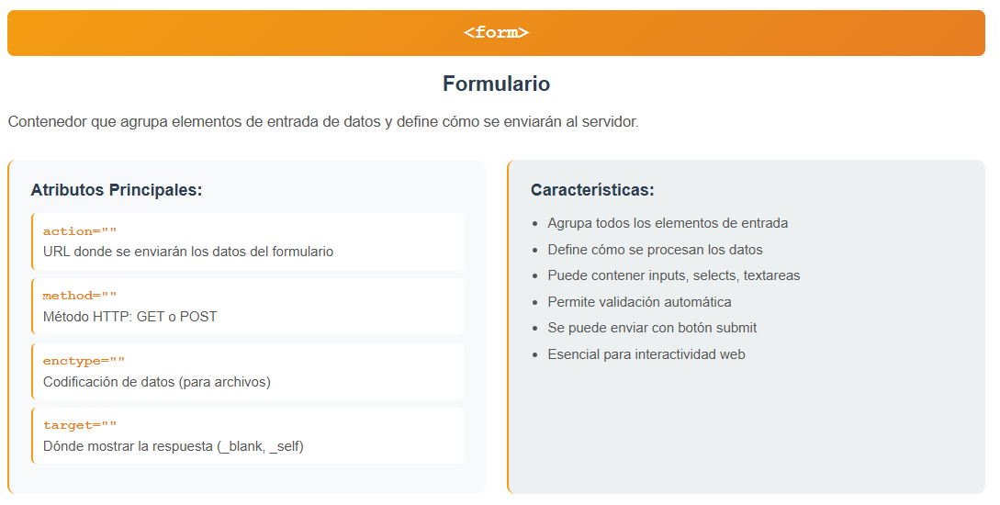 <form>
Formulario
Contenedor que agrupa elementos de entrada de datos y define cómo se enviarán al servidor.
Atributos Principales:
action=""
URL donde se enviarán los datos del formulario
method=""
Método HTTP: GET o POST
enctype=""
Codificación de datos (para archivos)
target=""
Dónde mostrar la respuesta (_blank, _self)
Características:
• Agrupa todos los elementos de entrada
• Define cómo se procesan los datos
• Puede contener inputs, selects, textareas
• Permite validación automática
• Se puede enviar con botón submit
• Esencial para interactividad web